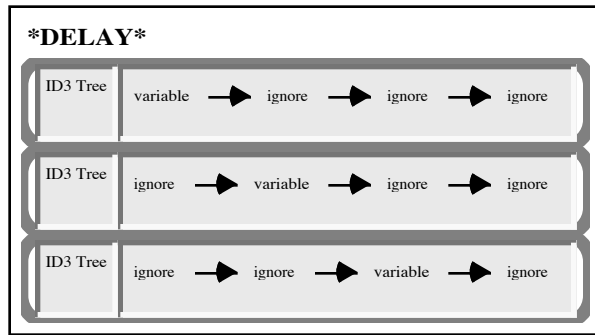 *DELAY*
ID3 Tree variable ignore ignore ignore
ID3 Tree ignore variable ignore ignore
ID3 Tree ignore ignore variable ignore